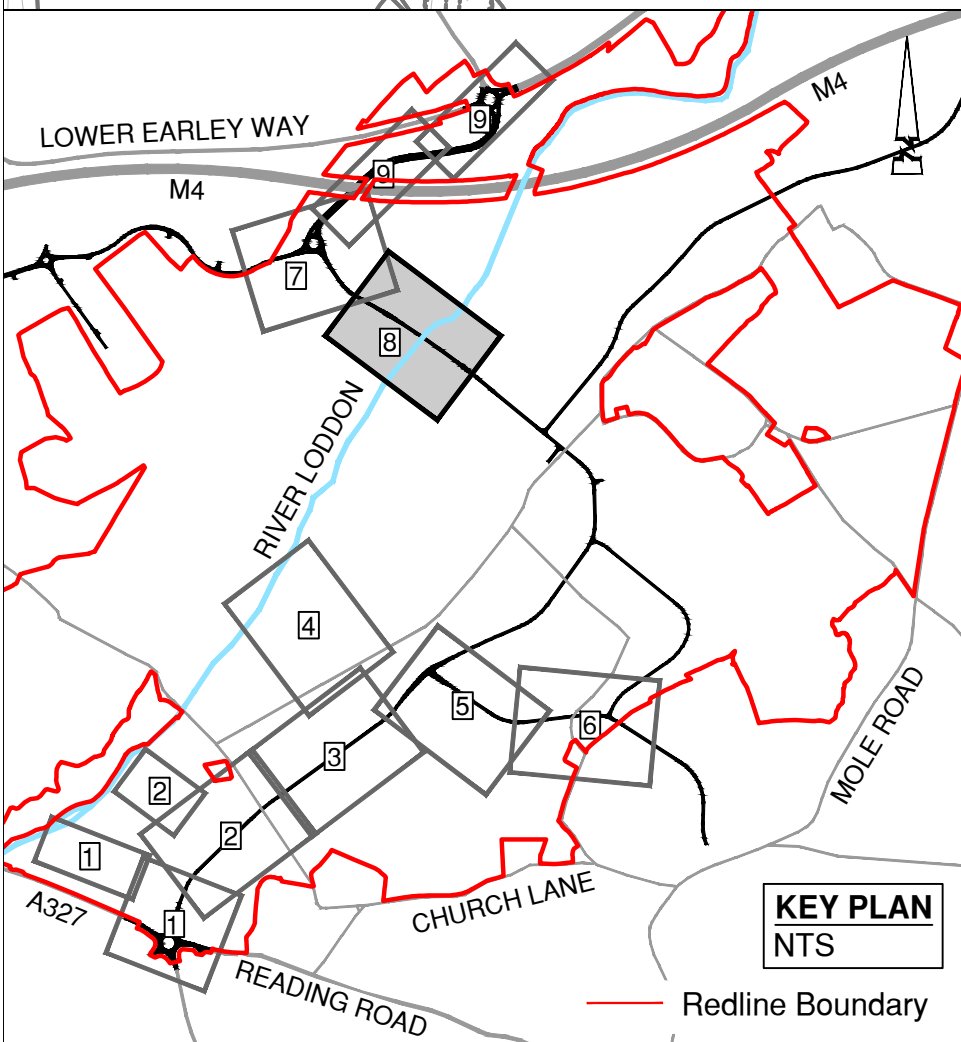 M4
9
LOWER EARLEY WAY
9
M4
7
8
RIVER LODDON
4
5
6
3
MOLE ROAD
2
2
1
A327
1
CHURCH LANE
READING ROAD
KEY PLAN
NTS
Redline Boundary